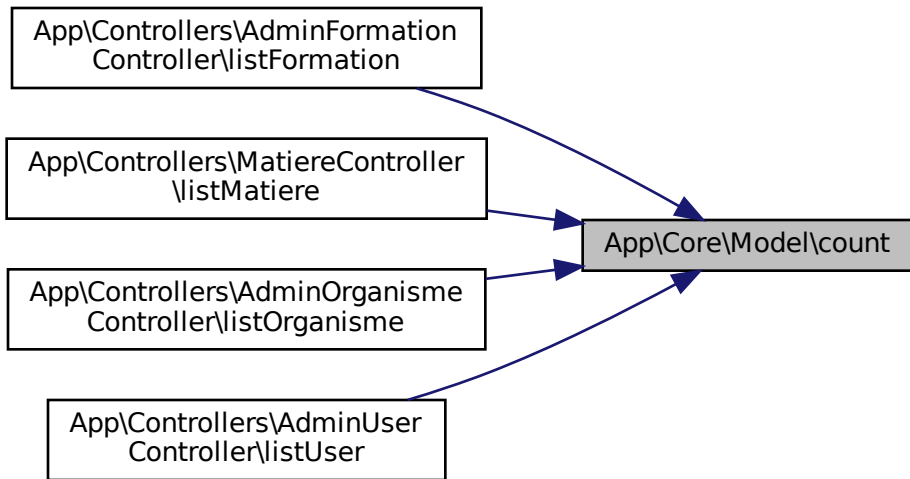 App\Controllers\AdminFormation
Controller\listFormation
App\Controllers\MatiereController
\listMatiere
App\Core\Model\count
App\Controllers\AdminOrganisme
Controller\listOrganisme
App\Controllers\AdminUser
Controller\listUser